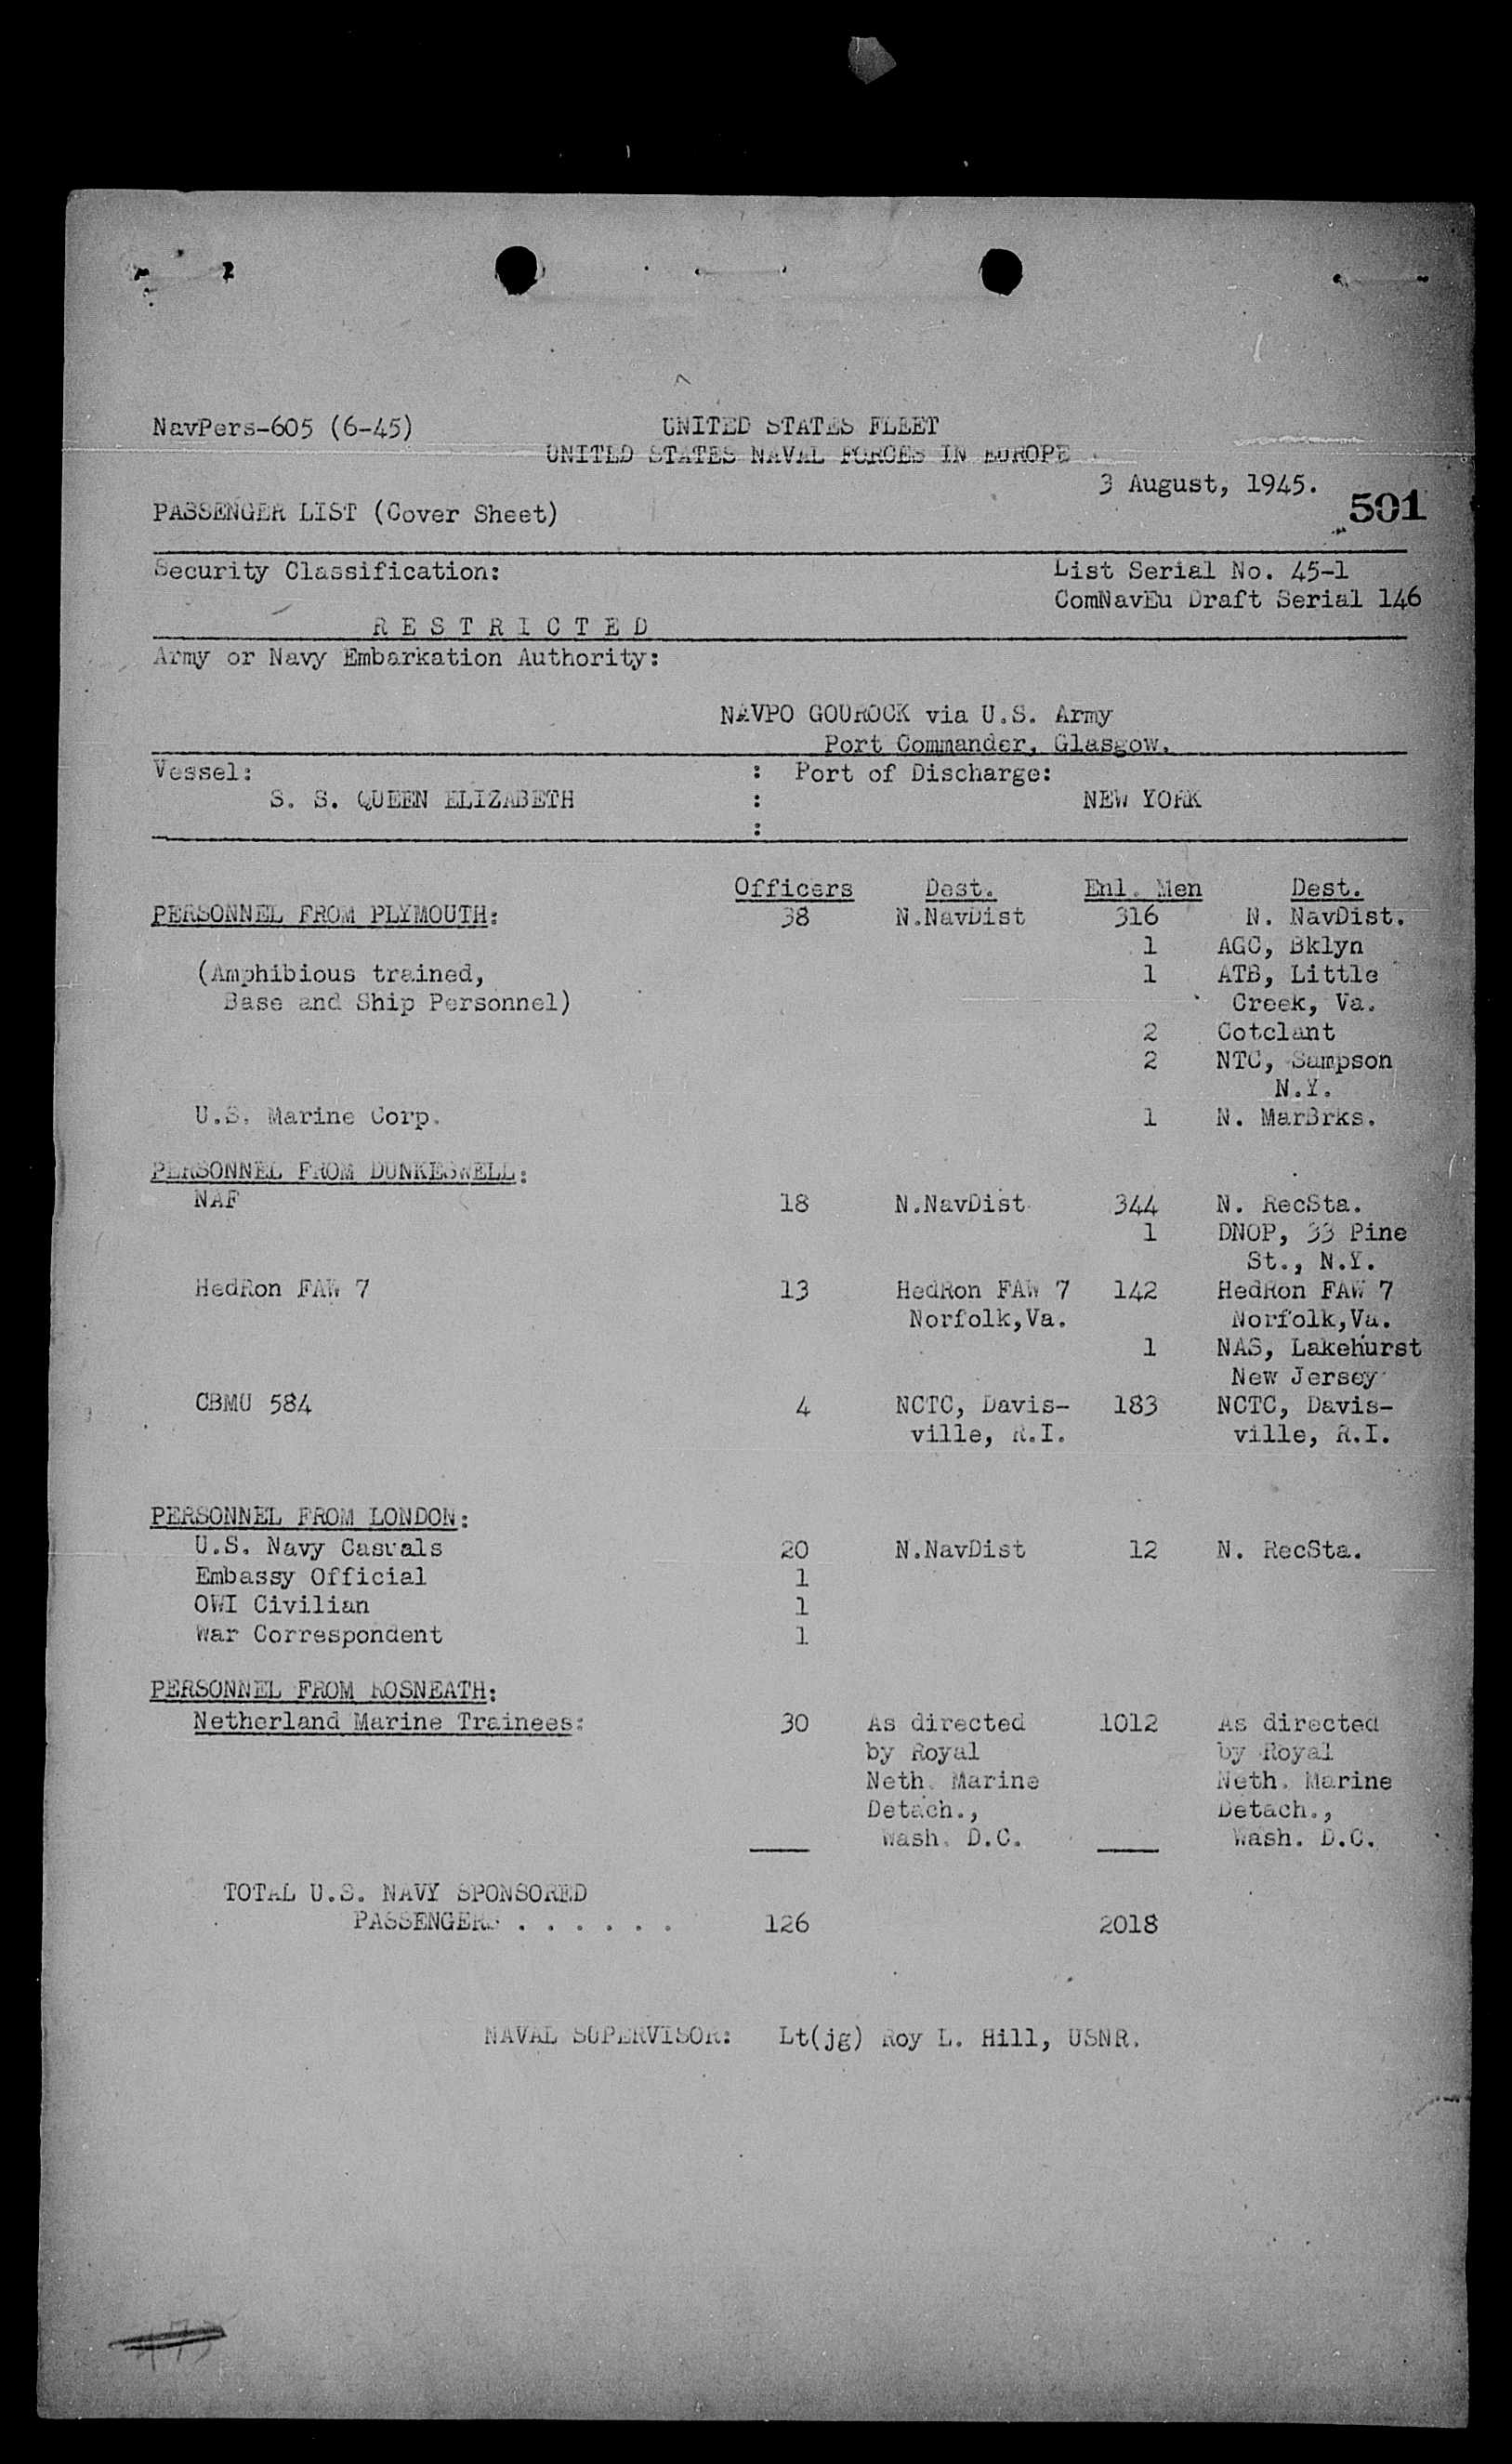 NavPers-605 (6-45) UNITED STATES FLEET
UNITED STATES NAVAL FORCES IN EUROPE
3 August, 1945.
PASSENGER LIST (Cover Sheet) 501
Security Classification: List Serial No. 45-1
ComNavEu Draft Serial 146
R E S T R I C T E D
Army or Navy Embarkation Authority:
NAVPO GOUROCK via U.S. Army
Port Commander, Glasgow.
Vessel: : Port of Discharge:
S. S. QUEEN ELIZABETH : NEW YORK
:
Officers Dest. Enl. Men Dest.
PERSONNEL FROM PLYMOUTH: 38 N.NavDist 316 N. NavDist.
1 AGC, Bklyn
(Amphibious trained, 1 ATB, Little
Base and Ship Personnel) Creek, Va.
2 Cotclant
2 NTC, Sampson
N.Y.
U.S. Marine Corp. 1 N. MarBrks.
PERSONNEL FROM DUNKESWELL:
NAF 18 N.NavDist 344 N. RecSta.
1 DNOP, 33 Pine
St., N.Y.
HedRon FAW 7 13 HedRon FAW 7 142 HedRon FAW 7
Norfolk,Va. Norfolk,Va.
1 NAS, Lakehurst
New Jersey
CBMU 584 4 NCTC, Davis- 183 NCTC, Davis-
ville, R.I. ville, R.I.
PERSONNEL FROM LONDON:
U.S. Navy Casuals 20 N.NavDist 12 N. RecSta.
Embassy Official 1
OWI Civilian 1
War Correspondent 1
PERSONNEL FROM ROSNEATH:
Netherland Marine Trainees: 30 As directed 1012 As directed
by Royal by Royal
Neth. Marine Neth. Marine
Detach., Detach.,
Wash. D.C. Wash. D.C.
TOTAL U.S. NAVY SPONSORED
PASSENGERS . . . . . . 126 2018
NAVAL SUPERVISOR: Lt(jg) Roy L. Hill, USNR.